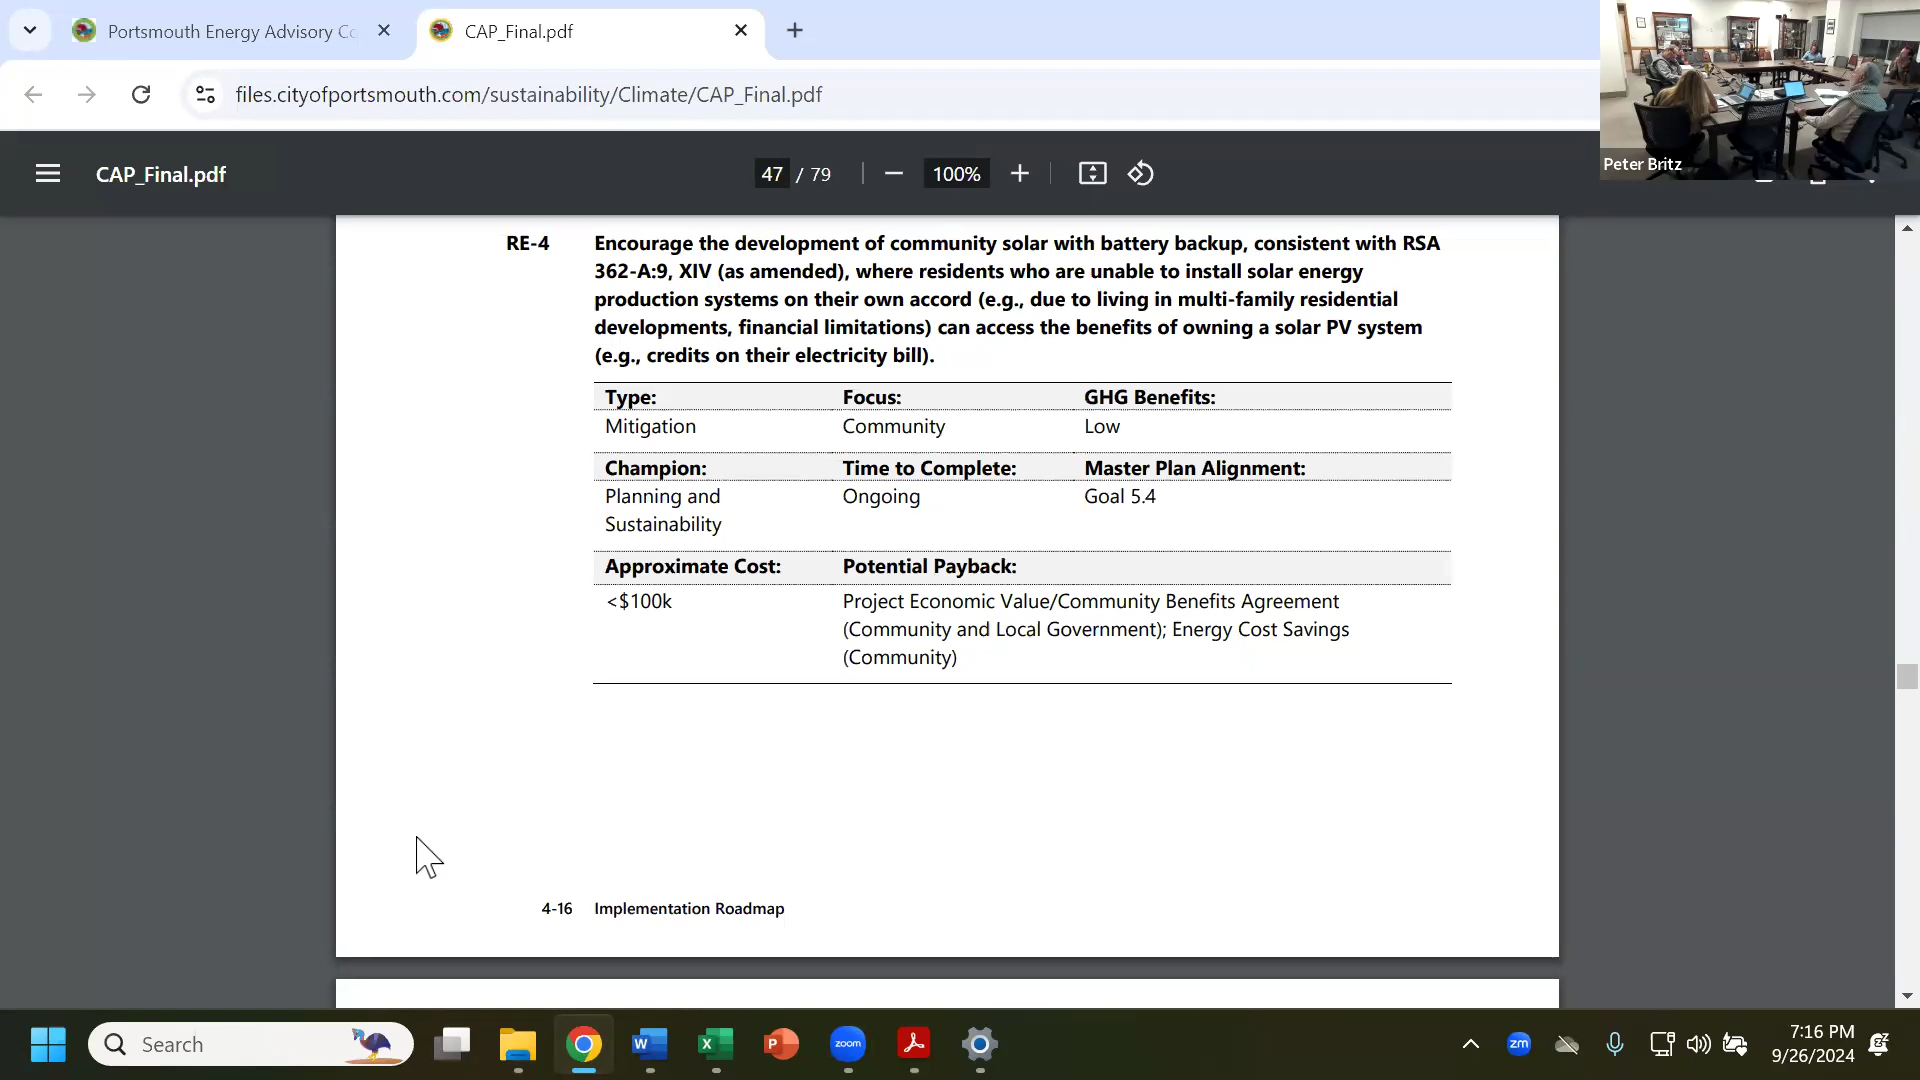 Portsmouth Energy Advisory Co
CAP_Final.pdf
files.cityofportsmouth.com/sustainability/Climate/CAP_Final.pdf
Peter Britz
CAP_Final.pdf
47 / 79
100%
RE-4 Encourage the development of community solar with battery backup, consistent with RSA
362-A:9, XIV (as amended), where residents who are unable to install solar energy
production systems on their own accord (e.g., due to living in multi-family residential
developments, financial limitations) can access the benefits of owning a solar PV system
(e.g., credits on their electricity bill).
Type: Focus: GHG Benefits:
Mitigation Community Low
Champion: Time to Complete: Master Plan Alignment:
Planning and Ongoing Goal 5.4
Sustainability
Approximate Cost: Potential Payback:
<$100k Project Economic Value/Community Benefits Agreement
(Community and Local Government); Energy Cost Savings
(Community)
4-16 Implementation Roadmap
Search
W
X
P
zoom
zm
7:16 PM
9/26/2024